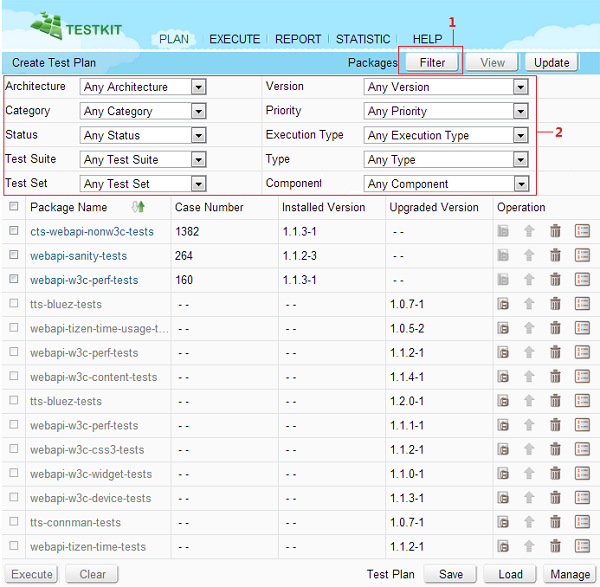 TESTKIT
PLAN EXECUTE REPORT STATISTIC HELP 1
Create Test Plan Packages Filter View Update
Architecture Any Architecture Version Any Version
Category Any Category Priority Any Priority
Status Any Status Execution Type Any Execution Type 2
Test Suite Any Test Suite Type Any Type
Test Set Any Test Set Component Any Component
Package Name Case Number Installed Version Upgraded Version Operation
cts-webapi-nonw3c-tests 1382 1.1.3-1 - -
webapi-sanity-tests 264 1.1.2-3 - -
webapi-w3c-perf-tests 160 1.1.3-1 - -
tts-bluez-tests - - - - 1.0.7-1
webapi-tizen-time-usage-t... - - - - 1.0.5-2
webapi-w3c-perf-tests - - - - 1.1.2-1
webapi-w3c-content-tests - - - - 1.1.4-1
tts-bluez-tests - - - - 1.2.0-1
webapi-w3c-perf-tests - - - - 1.1.1-1
webapi-w3c-css3-tests - - - - 1.1.2-1
webapi-w3c-widget-tests - - - - 1.1.0-1
webapi-w3c-device-tests - - - - 1.1.3-1
tts-connman-tests - - - - 1.0.7-1
webapi-tizen-time-tests - - - - 1.1.2-1
Execute Clear Test Plan Save Load Manage